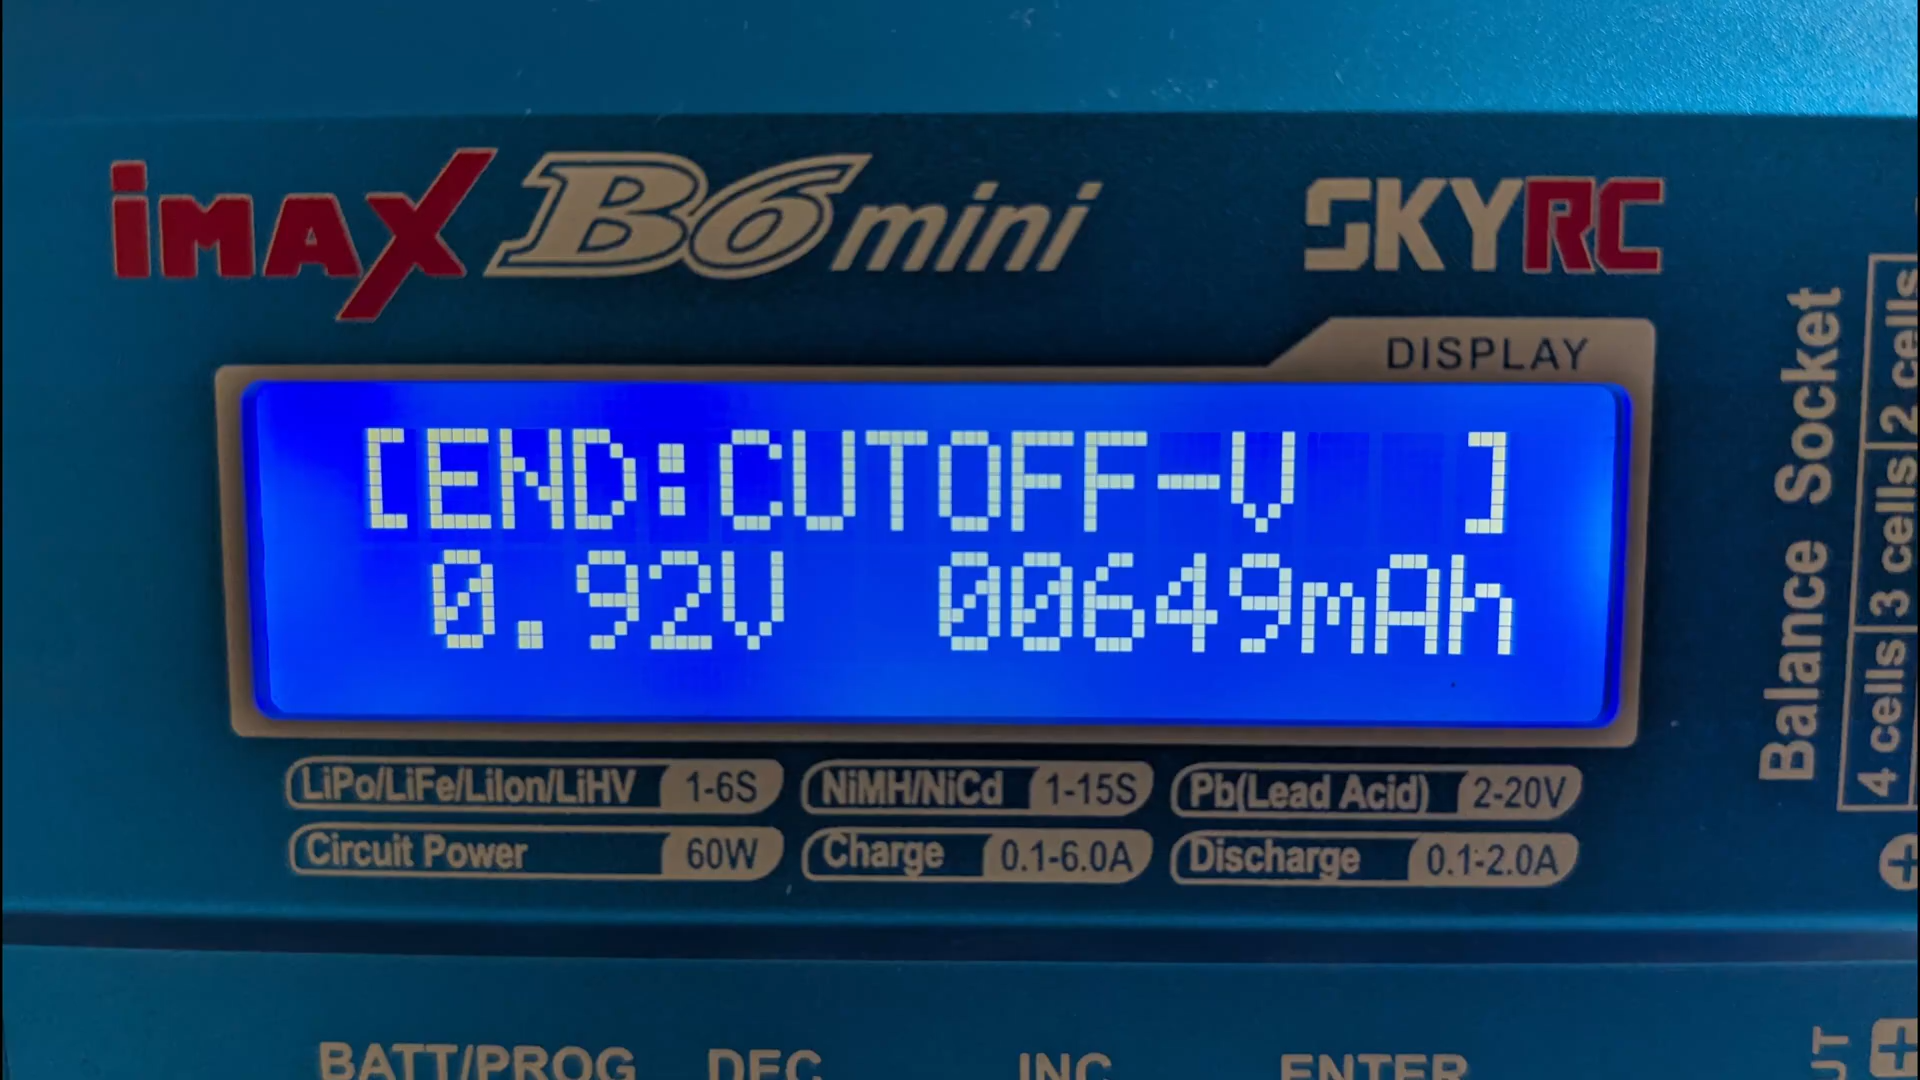 iMAX B6 mini SKYRC
DISPLAY
[END:CUTOFF-V ]
0.92V 00649mAh
LiPo/LiFe/LiIon/LiHV 1-6S NiMH/NiCd 1-15S Pb(Lead Acid) 2-20V
Circuit Power 60W Charge 0.1-6.0A Discharge 0.1-2.0A
BATT/PROG DEC INC ENTER
Balance Socket
4 cells 3 cells 2 cells